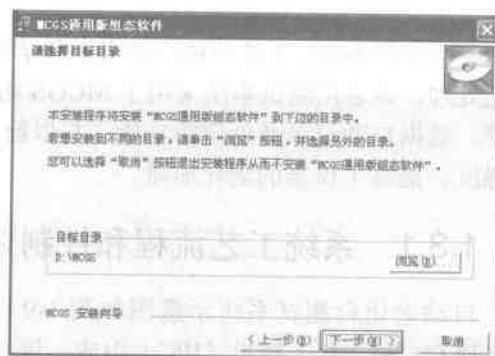 MCGS通用版组态软件
请选择目标目录
本安装程序将安装“MCGS通用版组态软件”到下边的目录中。
若想安装到不同的目录，请单击“浏览”按钮，并选择另外的目录。
您可以选择“取消”按钮退出安装程序从而不安装“MCGS通用版组态软件”。
目标目录
D:\MCGS
浏览(R)
MCGS 安装向导
<上一步(B) 下一步(N)> 取消